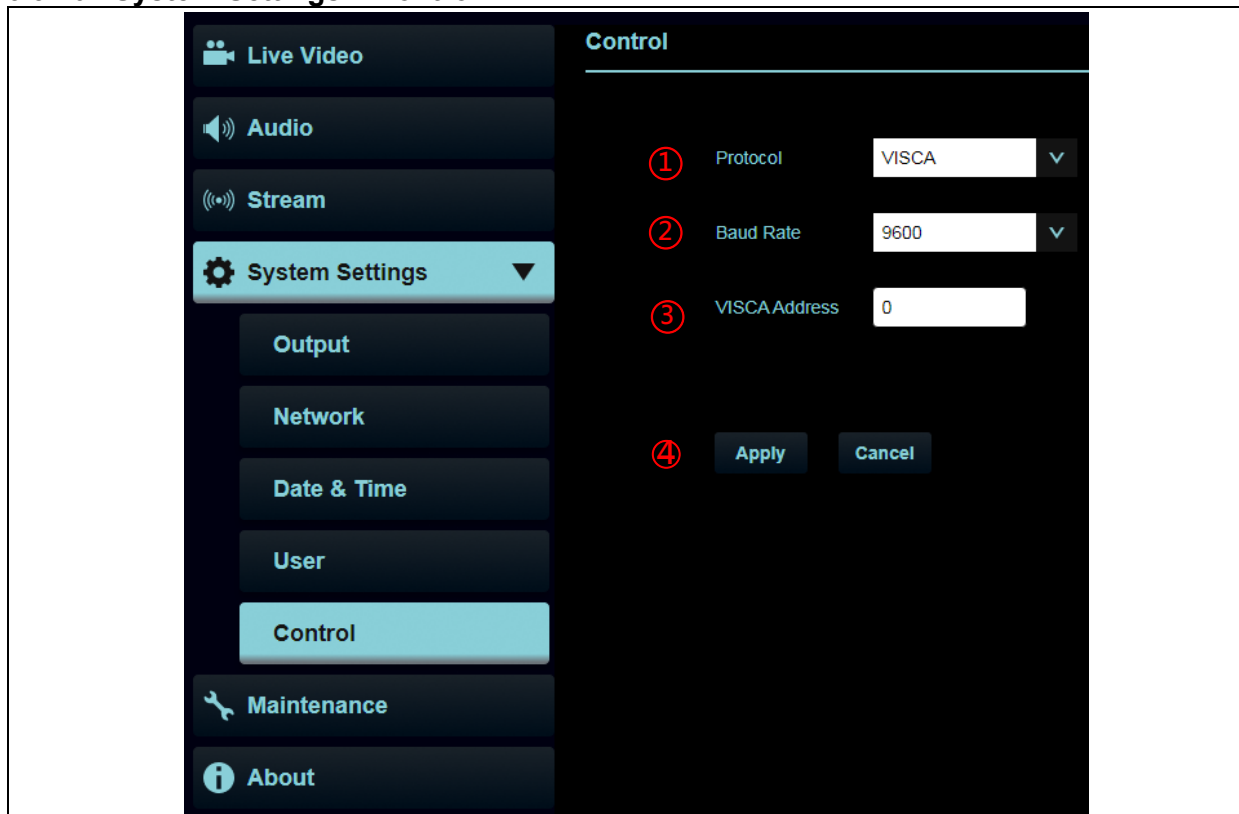 Live Video
Audio
Stream
System Settings
Output
Network
Date & Time
User
Control
Maintenance
About
Control
① Protocol VISCA
② Baud Rate 9600
③ VISCA Address 0
④ Apply Cancel